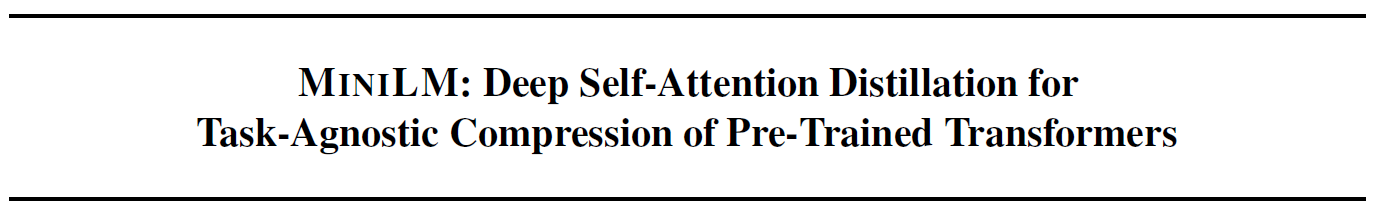 MINILM: Deep Self-Attention Distillation for
Task-Agnostic Compression of Pre-Trained Transformers